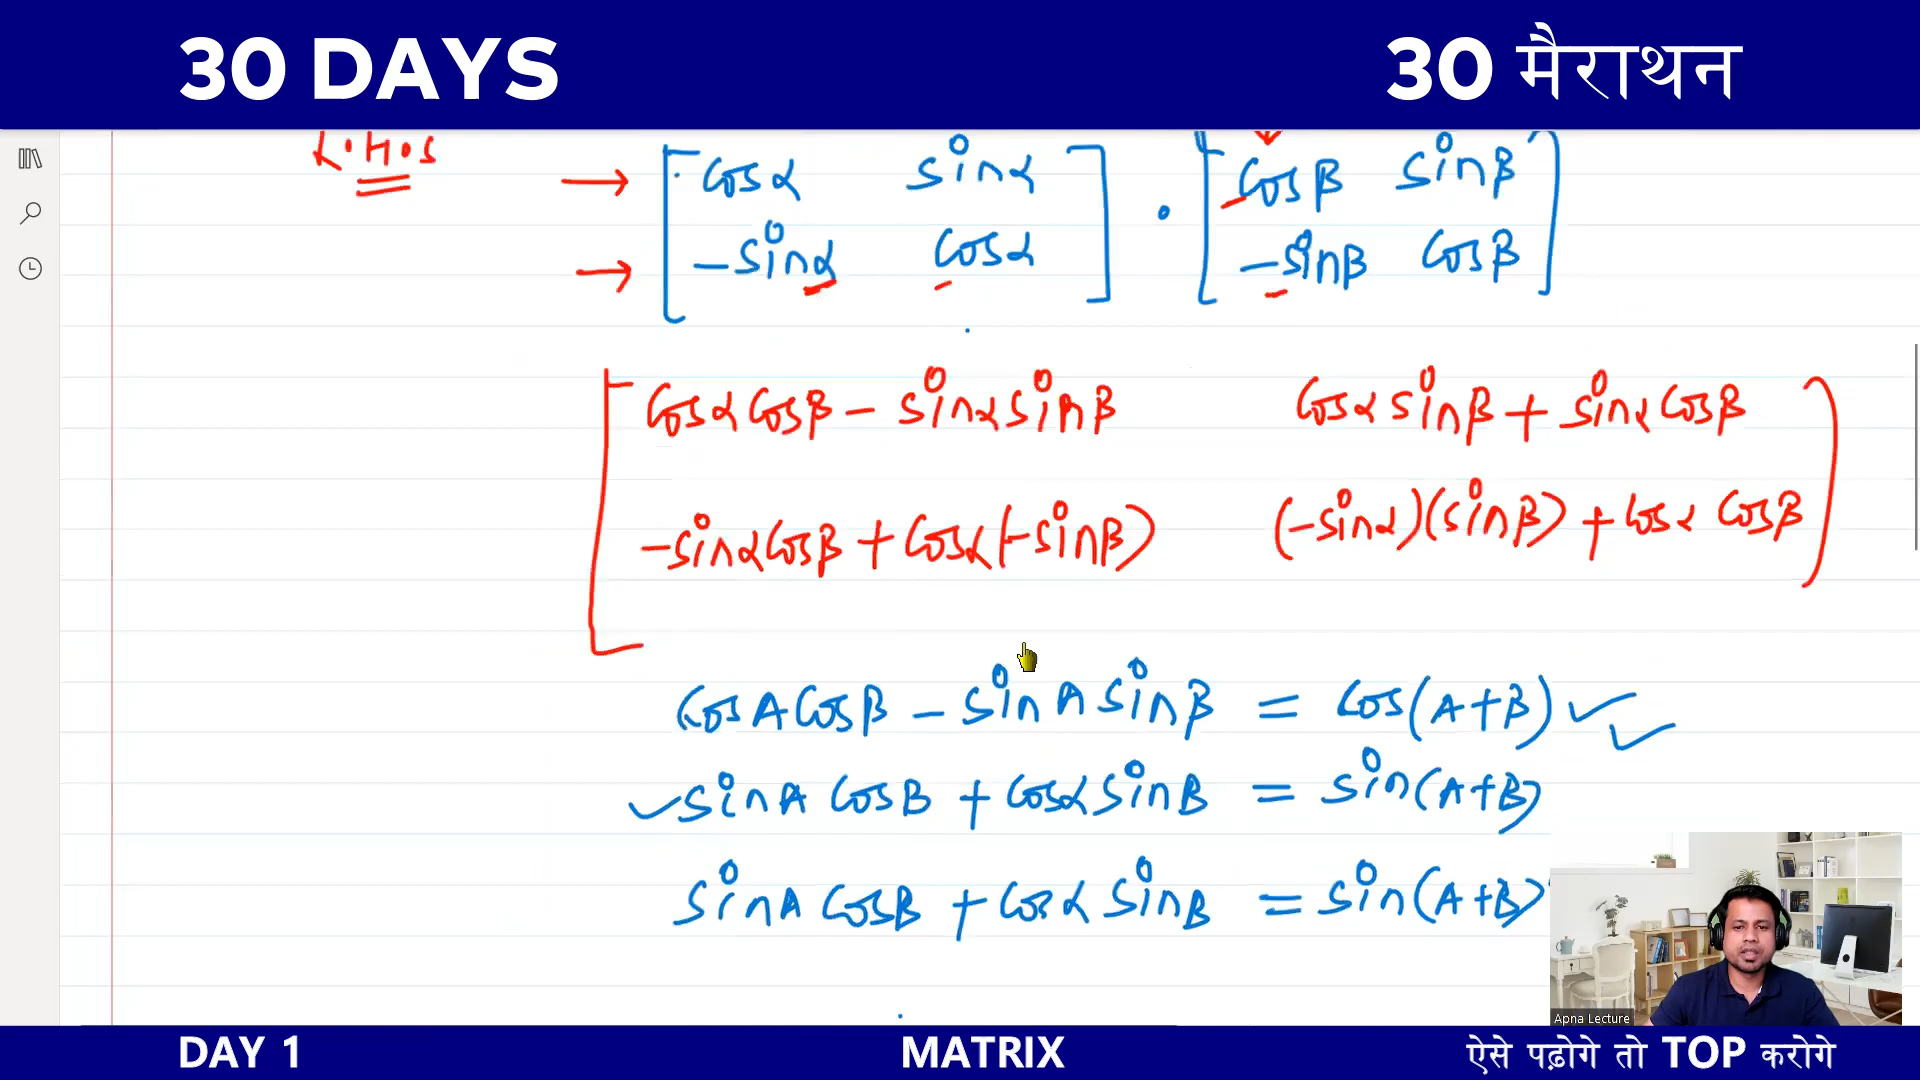 30 DAYS
30 मैराथन
L.H.S → [cosα sinα] . [cosβ sinβ]
→ [-sinα cosα] [-sinβ cosβ]
[cosα cosβ - sinα sinβ cosα sinβ + sinα cosβ]
[-sinα cosβ + cosα(-sinβ) (-sinα)(sinβ) + cosα cosβ]
cosA cosB - sinA sinB = cos(A+B) ✓✓
✓ sinA cosB + cosα sinB = sin(A+B)
sinA cosB + cosα sinB = sin(A+B)
Apna Lecture
DAY 1
MATRIX
ऐसे पढ़ोगे तो TOP करोगे